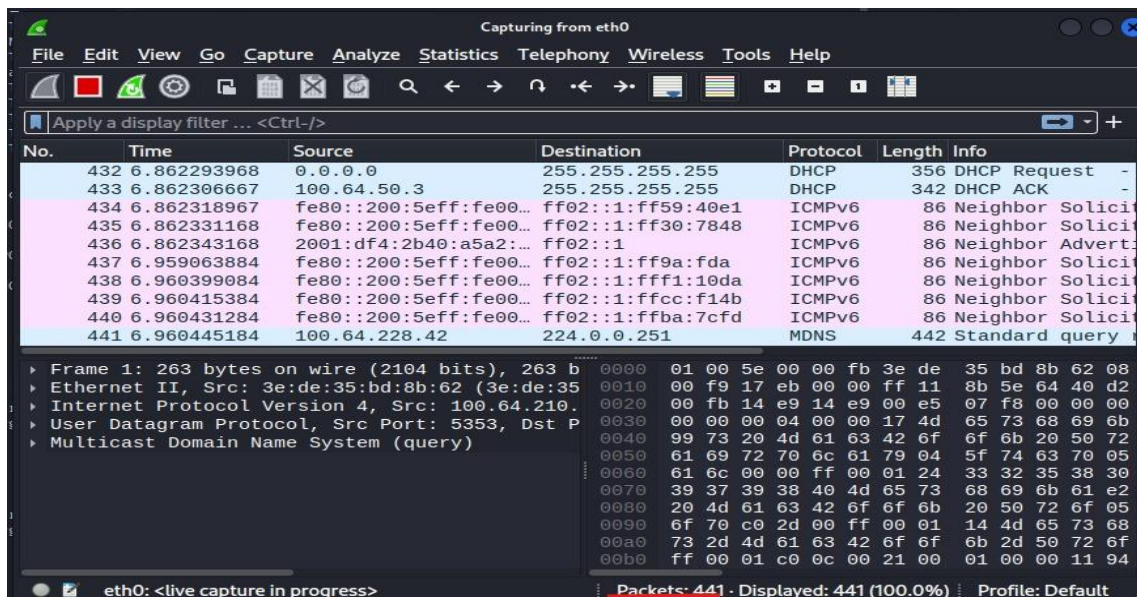 Capturing from eth0
File Edit View Go Capture Analyze Statistics Telephony Wireless Tools Help
Apply a display filter ... <Ctrl-/>
No. Time Source Destination Protocol Length Info
432 6.862293968 0.0.0.0 255.255.255.255 DHCP 356 DHCP Request -
433 6.862306667 100.64.50.3 255.255.255.255 DHCP 342 DHCP ACK -
434 6.862318967 fe80::200:5eff:fe00… ff02::1:ff59:40e1 ICMPv6 86 Neighbor Solicit
435 6.862331168 fe80::200:5eff:fe00… ff02::1:ff30:7848 ICMPv6 86 Neighbor Solicit
436 6.862343168 2001:df4:2b40:a5a2:… ff02::1 ICMPv6 86 Neighbor Adverti
437 6.959063884 fe80::200:5eff:fe00… ff02::1:ff9a:fda ICMPv6 86 Neighbor Solicit
438 6.960399084 fe80::200:5eff:fe00… ff02::1:fff1:10da ICMPv6 86 Neighbor Solicit
439 6.960415384 fe80::200:5eff:fe00… ff02::1:ffcc:f14b ICMPv6 86 Neighbor Solicit
440 6.960431284 fe80::200:5eff:fe00… ff02::1:ffba:7cfd ICMPv6 86 Neighbor Solicit
441 6.960445184 100.64.228.42 224.0.0.251 MDNS 442 Standard query
Frame 1: 263 bytes on wire (2104 bits), 263 b
Ethernet II, Src: 3e:de:35:bd:8b:62 (3e:de:35
Internet Protocol Version 4, Src: 100.64.210.
User Datagram Protocol, Src Port: 5353, Dst P
Multicast Domain Name System (query)
0000 01 00 5e 00 00 fb 3e de 35 bd 8b 62 08
0010 00 f9 17 eb 00 00 ff 11 8b 5e 64 40 d2
0020 00 fb 14 e9 14 e9 00 e5 07 f8 00 00 00
0030 00 00 00 04 00 00 17 4d 65 73 68 69 6b
0040 99 73 20 4d 61 63 42 6f 6f 6b 20 50 72
0050 61 69 72 70 6c 61 79 04 5f 74 63 70 05
0060 61 6c 00 00 ff 00 01 24 33 32 35 38 30
0070 39 37 39 38 40 4d 65 73 68 69 6b 61 e2
0080 20 4d 61 63 42 6f 6f 6b 20 50 72 6f 05
0090 6f 70 c0 2d 00 ff 00 01 14 4d 65 73 68
00a0 73 2d 4d 61 63 42 6f 6f 6b 2d 50 72 6f
00b0 ff 00 01 c0 0c 00 21 00 01 00 00 11 94
eth0: <live capture in progress> Packets: 441 · Displayed: 441 (100.0%) Profile: Default